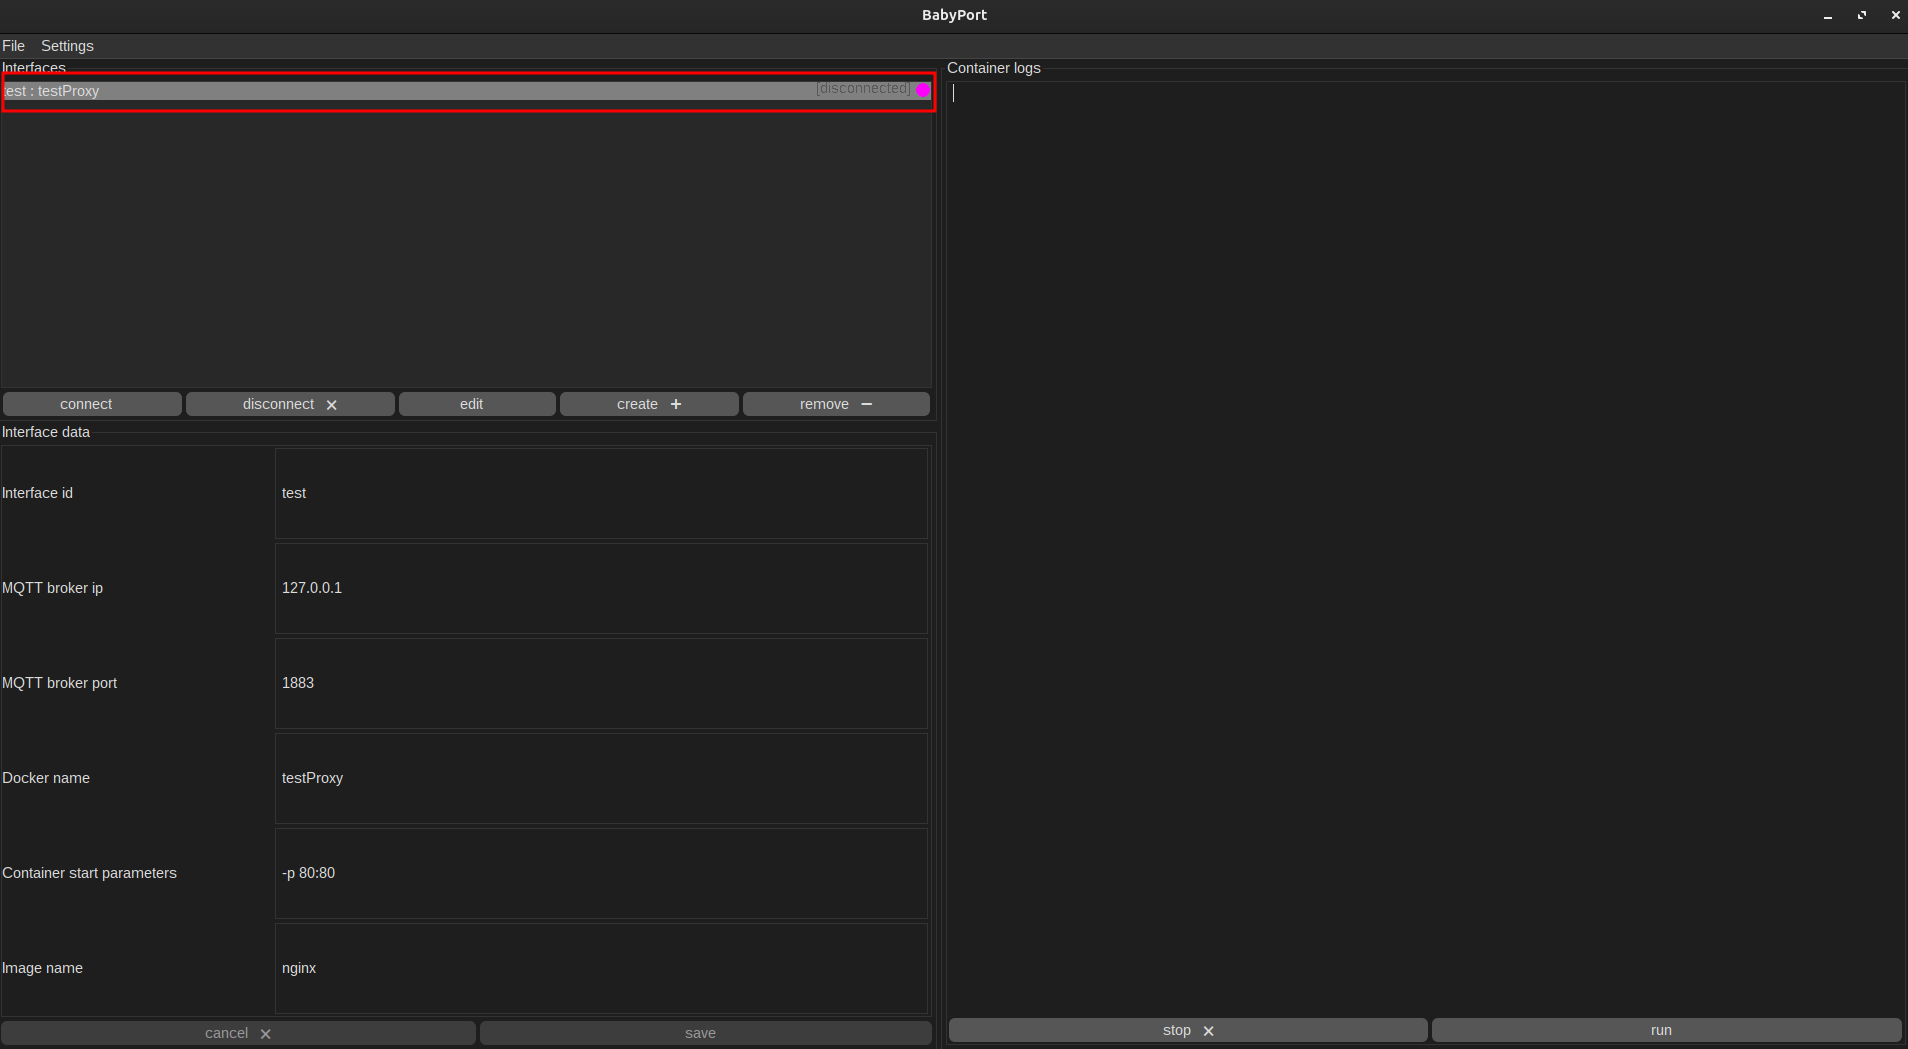 BabyPort
File Settings
Interfaces
test : testProxy [disconnected]
connect disconnect edit create remove
Interface data
Interface id test
MQTT broker ip 127.0.0.1
MQTT broker port 1883
Docker name testProxy
Container start parameters -p 80:80
Image name nginx
cancel save
Container logs
stop run